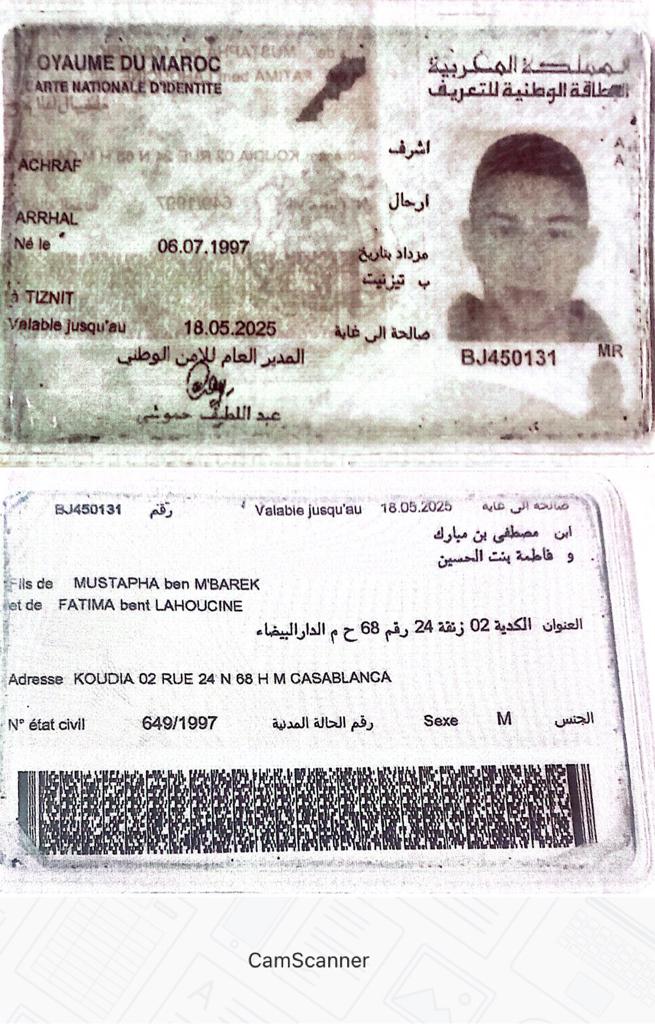 ROYAUME DU MAROC
CARTE NATIONALE D'IDENTITE
المملكة المغربية
البطاقة الوطنية للتعريف
اشرف
ACHRAF
ارحال
ARRHAL
Né le 06.07.1997 مزداد بتاريخ
ب تيزنيت
à TIZNIT
Valable jusqu'au 18.05.2025 صالحة الى غاية
المدير العام للامن الوطني
عبد اللطيف حموشي
BJ450131 MR
BJ450131 رقم Valable jusqu'au 18.05.2025 صالحة الى غاية
ابن مصطفى بن مبارك
و فاطمة بنت الحسين
Fils de MUSTAPHA ben M'BAREK
et de FATIMA bent LAHOUCINE
العنوان الكدية 02 زنقة 24 رقم 68 ح م الدارالبيضاء
Adresse KOUDIA 02 RUE 24 N 68 H M CASABLANCA
N° état civil 649/1997 رقم الحالة المدنية Sexe M الجنس
CamScanner